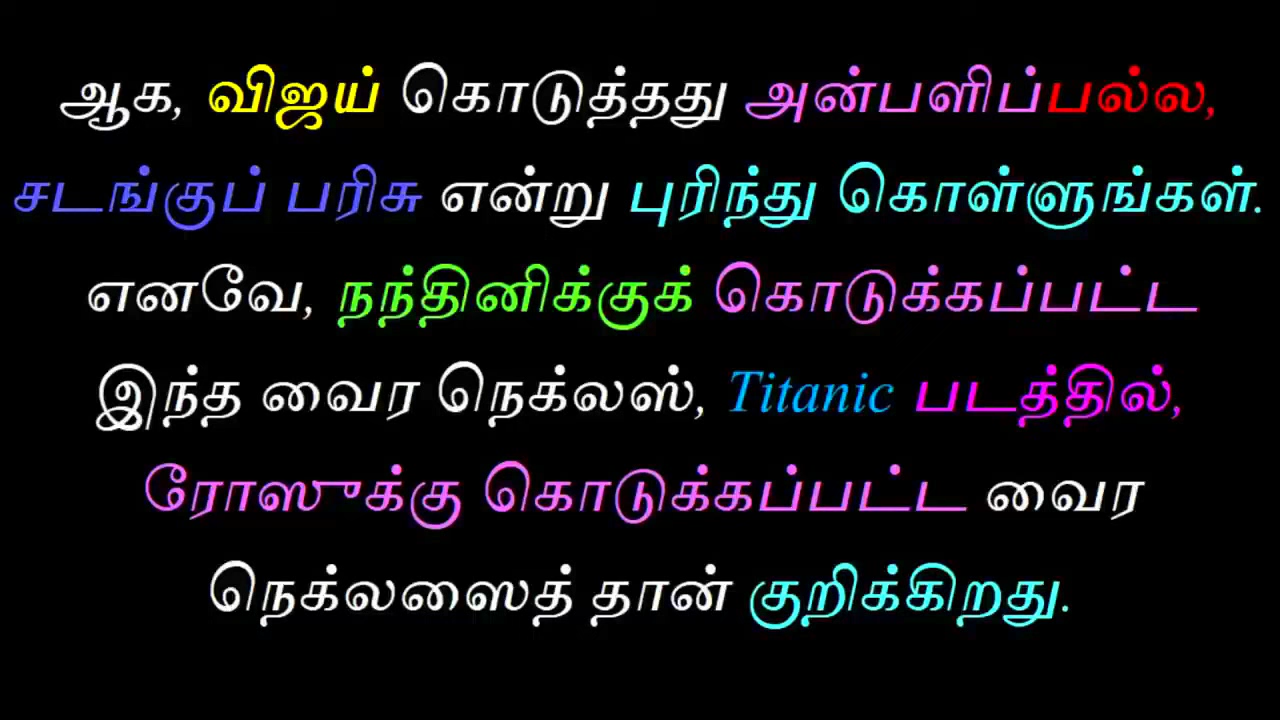 ஆக, விஜய் கொடுத்தது அன்பளிப்பல்ல,
சடங்குப் பரிசு என்று புரிந்து கொள்ளுங்கள்.
எனவே, நந்தினிக்குக் கொடுக்கப்பட்ட
இந்த வைர நெக்லஸ், Titanic படத்தில்,
ரோஸுக்கு கொடுக்கப்பட்ட வைர
நெக்லஸைத் தான் குறிக்கிறது.